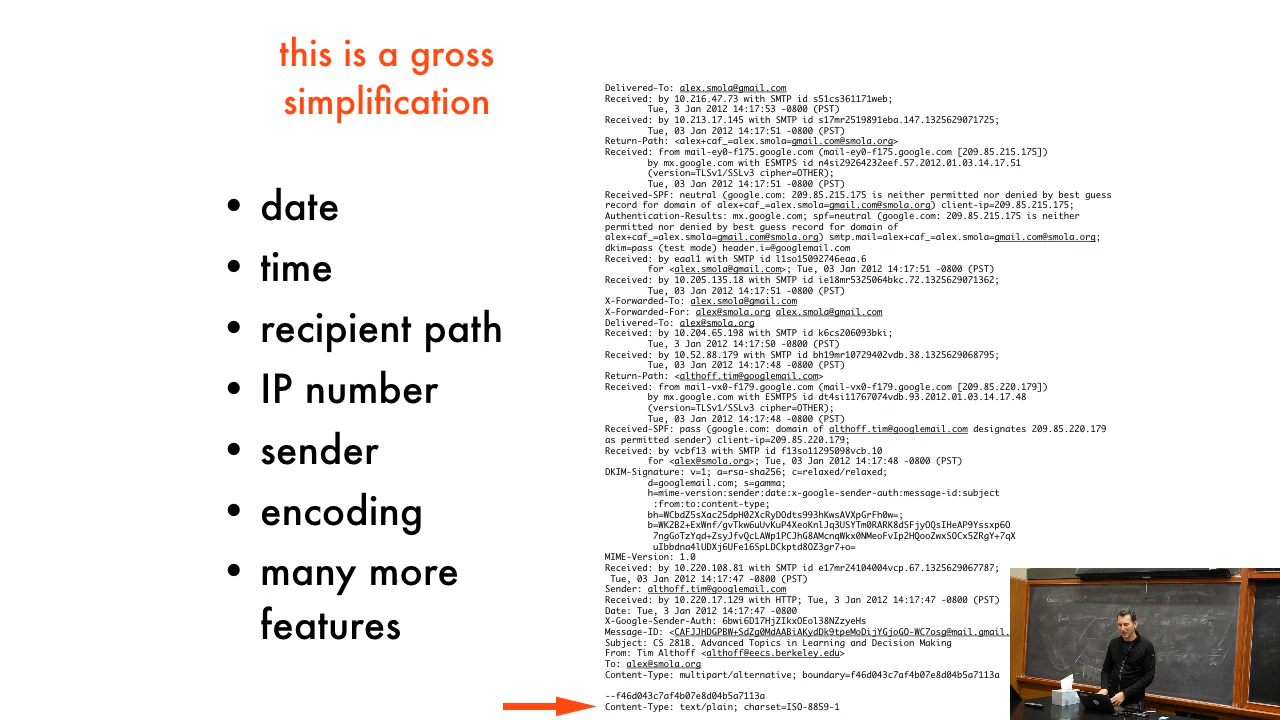 this is a gross
simplification
• date
• time
• recipient path
• IP number
• sender
• encoding
• many more
features
Delivered-To: alex.smola@gmail.com
Received: by 10.216.47.73 with SMTP id s51cs361171web;
Tue, 3 Jan 2012 14:17:53 -0800 (PST)
Received: by 10.213.17.145 with SMTP id s17mr2519891eba.147.1325629071725;
Tue, 03 Jan 2012 14:17:51 -0800 (PST)
Return-Path: <alex+caf_=alex.smola=gmail.com@smola.org>
Received: from mail-ey0-f175.google.com (mail-ey0-f175.google.com [209.85.215.175])
by mx.google.com with ESMTPS id n4si29264232eef.57.2012.01.03.14.17.51
(version=TLSv1/SSLv3 cipher=OTHER);
Tue, 03 Jan 2012 14:17:51 -0800 (PST)
Received-SPF: neutral (google.com: 209.85.215.175 is neither permitted nor denied by best guess
record for domain of alex+caf_=alex.smola=gmail.com@smola.org) client-ip=209.85.215.175;
Authentication-Results: mx.google.com; spf=neutral (google.com: 209.85.215.175 is neither
permitted nor denied by best guess record for domain of
alex+caf_=alex.smola=gmail.com@smola.org) smtp.mail=alex+caf_=alex.smola=gmail.com@smola.org;
dkim=pass (test mode) header.i=@googlemail.com
Received: by eaal1 with SMTP id l1so15092746eaa.6
for <alex.smola@gmail.com>; Tue, 03 Jan 2012 14:17:51 -0800 (PST)
Received: by 10.205.135.18 with SMTP id ie18mr5325064bkc.72.1325629071362;
Tue, 03 Jan 2012 14:17:51 -0800 (PST)
X-Forwarded-To: alex.smola@gmail.com
X-Forwarded-For: alex@smola.org alex.smola@gmail.com
Delivered-To: alex@smola.org
Received: by 10.204.65.198 with SMTP id k6cs206093bki;
Tue, 3 Jan 2012 14:17:50 -0800 (PST)
Received: by 10.52.88.179 with SMTP id bh19mr10729402vdb.38.1325629068795;
Tue, 03 Jan 2012 14:17:48 -0800 (PST)
Return-Path: <althoff.tim@googlemail.com>
Received: from mail-vx0-f179.google.com (mail-vx0-f179.google.com [209.85.220.179])
by mx.google.com with ESMTPS id dt4si11767074vdb.93.2012.01.03.14.17.48
(version=TLSv1/SSLv3 cipher=OTHER);
Tue, 03 Jan 2012 14:17:48 -0800 (PST)
Received-SPF: pass (google.com: domain of althoff.tim@googlemail.com designates 209.85.220.179
as permitted sender) client-ip=209.85.220.179;
Received: by vcbf13 with SMTP id f13so11295098vcb.10
for <alex@smola.org>; Tue, 03 Jan 2012 14:17:48 -0800 (PST)
DKIM-Signature: v=1; a=rsa-sha256; c=relaxed/relaxed;
d=googlemail.com; s=gamma;
h=mime-version:sender:date:x-google-sender-auth:message-id:subject
:from:to:content-type;
bh=WCbdZ5sXac25dpH02XcRyDOdts993hKwsAVXpGrFh0w=;
b=WK2B2+ExWnf/gvTkw6uUvKuP4XeoKnlJq3USYTm0RARK8dSFjyOQsIHeAP9Yssxp6O
7ngGoTzYqd+ZsyJfvQcLAWp1PCJhG8AMcnqWkx0NMeoFvIp2HQooZwxSOCx5ZRgY+7qX
uIbbdna4lUDXj6UFe16SpLDCkptd8OZ3gr7+o=
MIME-Version: 1.0
Received: by 10.220.108.81 with SMTP id e17mr24104004vcp.67.1325629067787;
Tue, 03 Jan 2012 14:17:47 -0800 (PST)
Sender: althoff.tim@googlemail.com
Received: by 10.220.17.129 with HTTP; Tue, 3 Jan 2012 14:17:47 -0800 (PST)
Date: Tue, 3 Jan 2012 14:17:47 -0800
X-Google-Sender-Auth: 6bwi6D17HjZIkxOEol38NZzyeHs
Message-ID: <CAFJJHDGPBW+SdZg0MdAABiAKydDk9tpeMoDijYGjoGO-WC7osg@mail.gmail.
Subject: CS 281B. Advanced Topics in Learning and Decision Making
From: Tim Althoff <althoff@eecs.berkeley.edu>
To: alex@smola.org
Content-Type: multipart/alternative; boundary=f46d043c7af4b07e8d04b5a7113a
--f46d043c7af4b07e8d04b5a7113a
Content-Type: text/plain; charset=ISO-8859-1